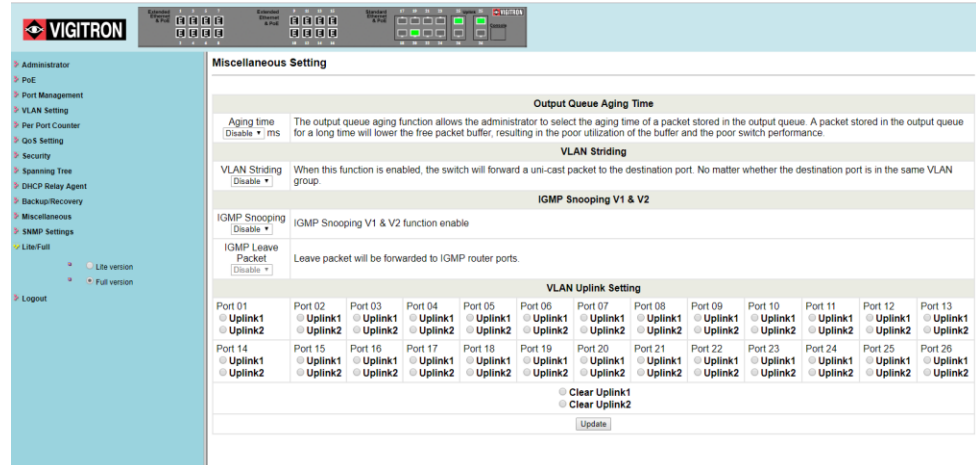 VIGITRON
Extended Ethernet & PoE
Extended Ethernet & PoE
Standard Ethernet & PoE
VIGITRON
Console
Administrator
PoE
Port Management
VLAN Setting
Per Port Counter
QoS Setting
Security
Spanning Tree
DHCP Relay Agent
Backup/Recovery
Miscellaneous
SNMP Settings
Lite/Full
Lite version
Full version
Logout
Miscellaneous Setting
Output Queue Aging Time
Aging time
Disable ms
The output queue aging function allows the administrator to select the aging time of a packet stored in the output queue. A packet stored in the output queue
for a long time will lower the free packet buffer, resulting in the poor utilization of the buffer and the poor switch performance.
VLAN Striding
VLAN Striding
Disable
When this function is enabled, the switch will forward a uni-cast packet to the destination port. No matter whether the destination port is in the same VLAN
group.
IGMP Snooping V1 & V2
IGMP Snooping
Disable
IGMP Snooping V1 & V2 function enable
IGMP Leave
Packet
Disable
Leave packet will be forwarded to IGMP router ports.
VLAN Uplink Setting
Port 01 Port 02 Port 03 Port 04 Port 05 Port 06 Port 07 Port 08 Port 09 Port 10 Port 11 Port 12 Port 13
Uplink1 Uplink1 Uplink1 Uplink1 Uplink1 Uplink1 Uplink1 Uplink1 Uplink1 Uplink1 Uplink1 Uplink1 Uplink1
Uplink2 Uplink2 Uplink2 Uplink2 Uplink2 Uplink2 Uplink2 Uplink2 Uplink2 Uplink2 Uplink2 Uplink2 Uplink2
Port 14 Port 15 Port 16 Port 17 Port 18 Port 19 Port 20 Port 21 Port 22 Port 23 Port 24 Port 25 Port 26
Uplink1 Uplink1 Uplink1 Uplink1 Uplink1 Uplink1 Uplink1 Uplink1 Uplink1 Uplink1 Uplink1 Uplink1 Uplink1
Uplink2 Uplink2 Uplink2 Uplink2 Uplink2 Uplink2 Uplink2 Uplink2 Uplink2 Uplink2 Uplink2 Uplink2 Uplink2
Clear Uplink1
Clear Uplink2
Update